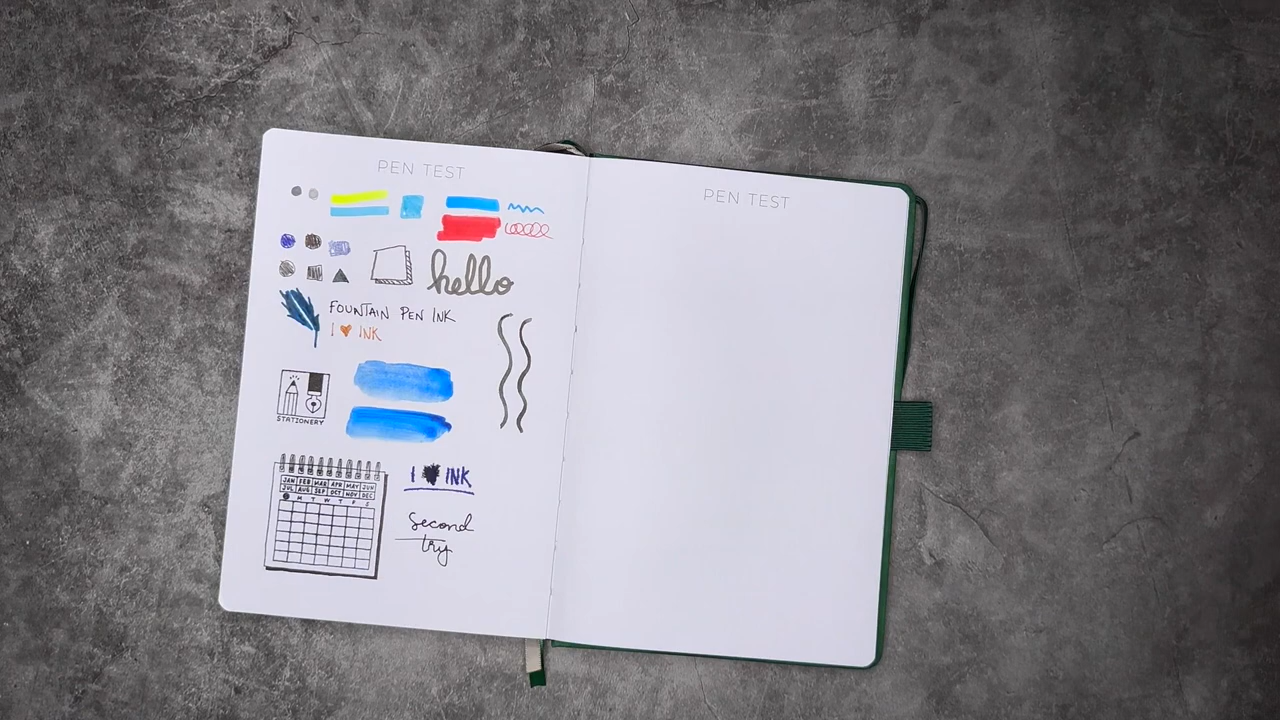 PEN TEST
hello
FOUNTAIN PEN INK
I ♥ INK
STATIONERY
JAN FEB MAR APR MAY JUN
JUL AUG SEP OCT NOV DEC
M T W T F S
I ♥ INK
second
try
PEN TEST